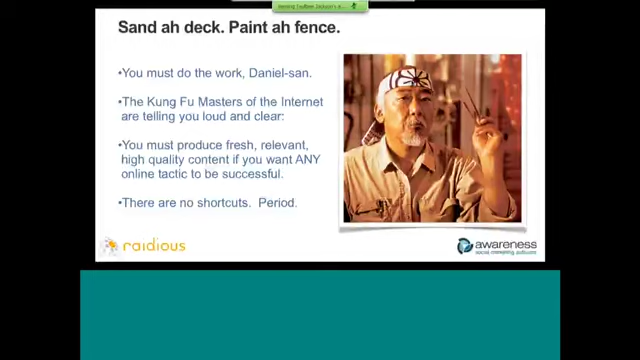 Sand ah deck. Paint ah fence.
•You must do the work, Daniel-san.
•The Kung Fu Masters of the Internet
are telling you loud and clear:
•You must produce fresh, relevant,
high quality content if you want ANY
online tactic to be successful.
•There are no shortcuts.  Period.
raidious
awareness
social marketing software